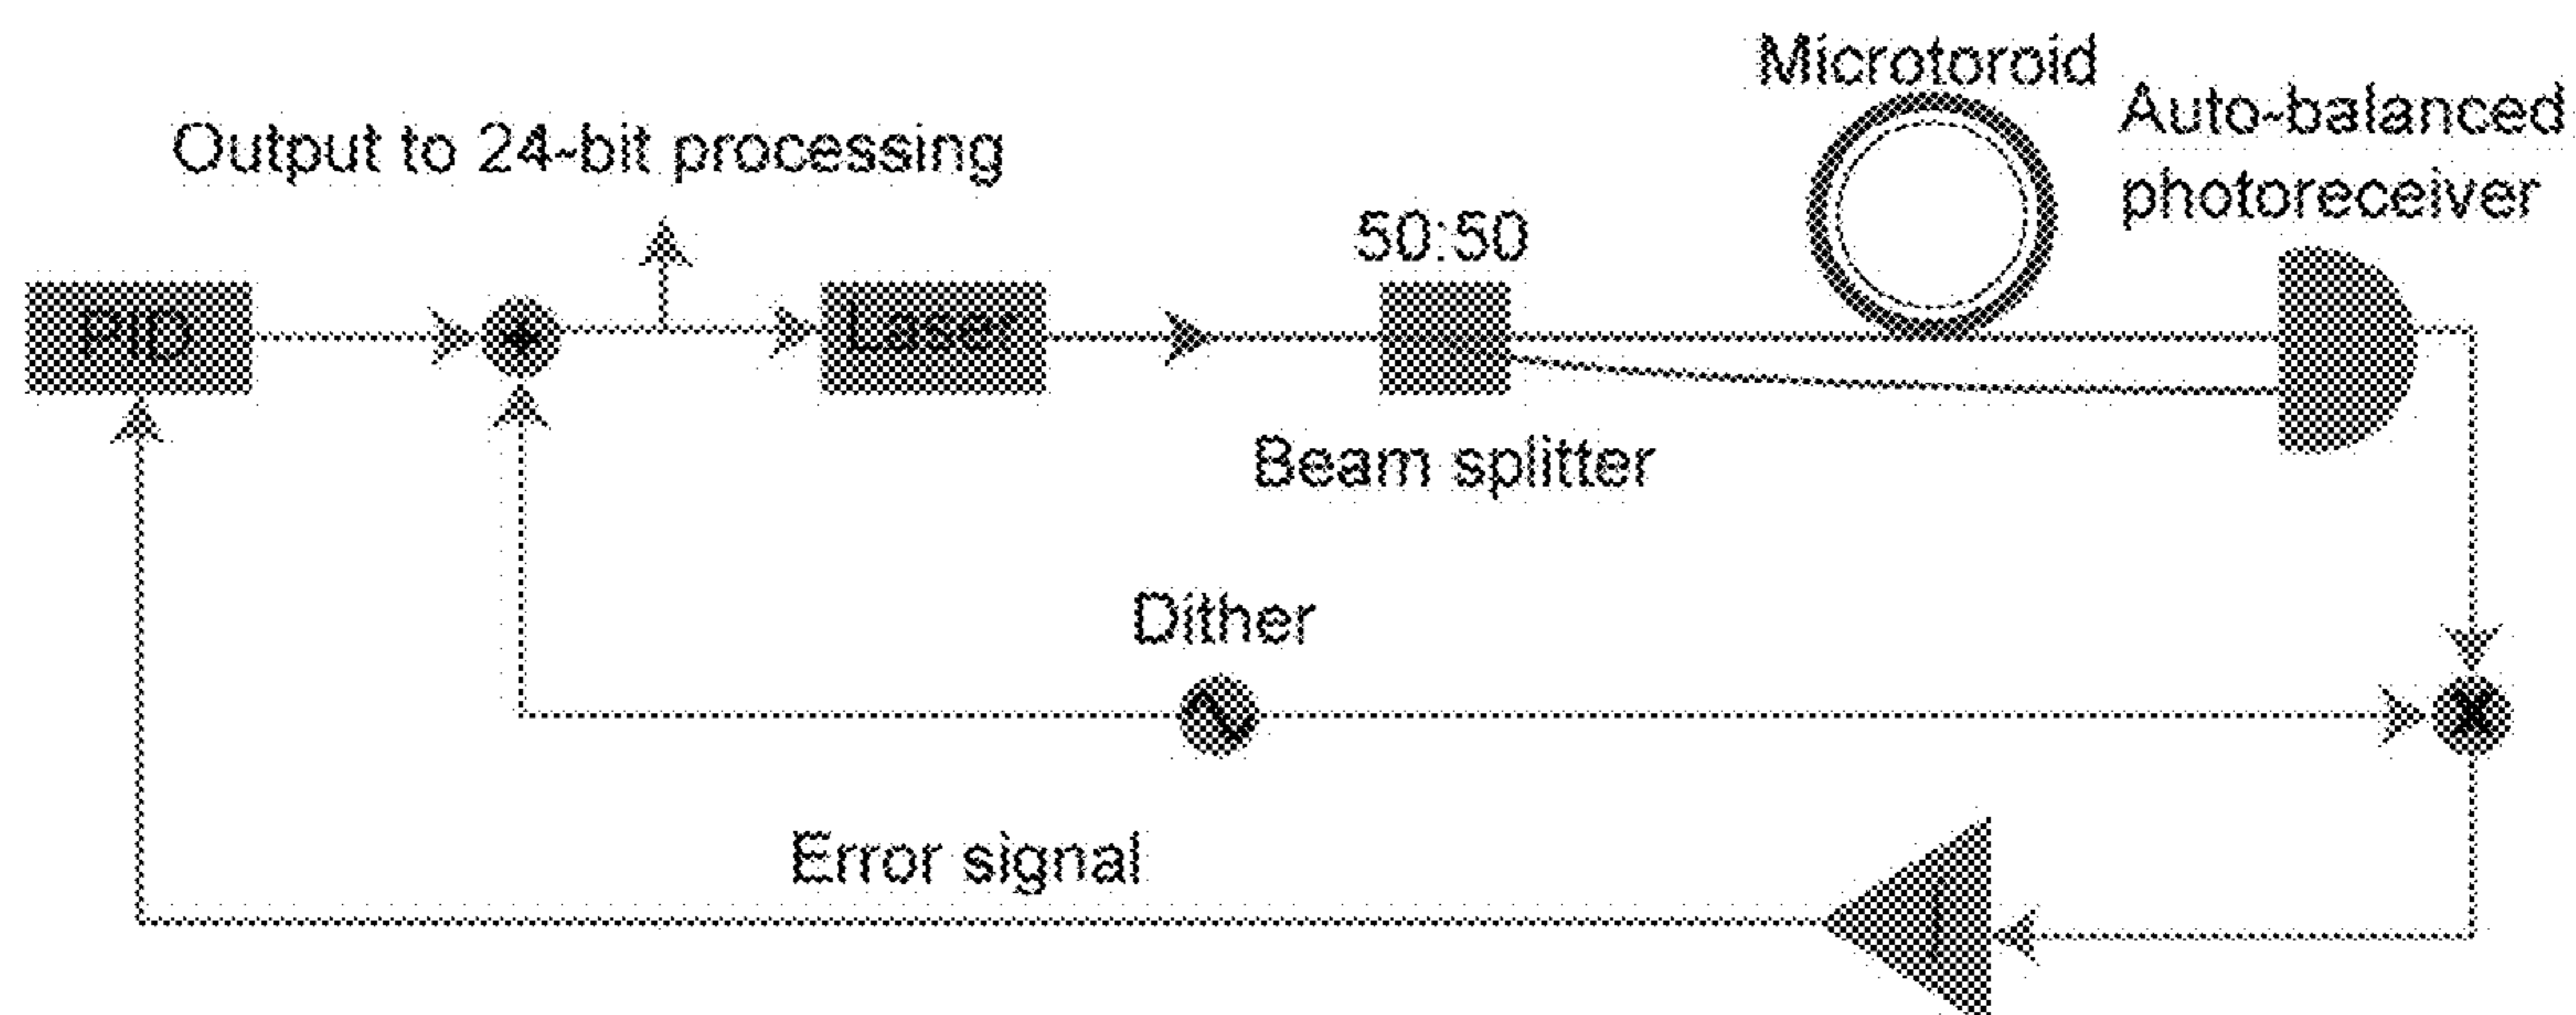 Microtoroid
Auto-balanced
photoreceiver
Output to 24-bit processing
50:50
PID
+
Laser
Beam splitter
Dither
X
Error signal
∫